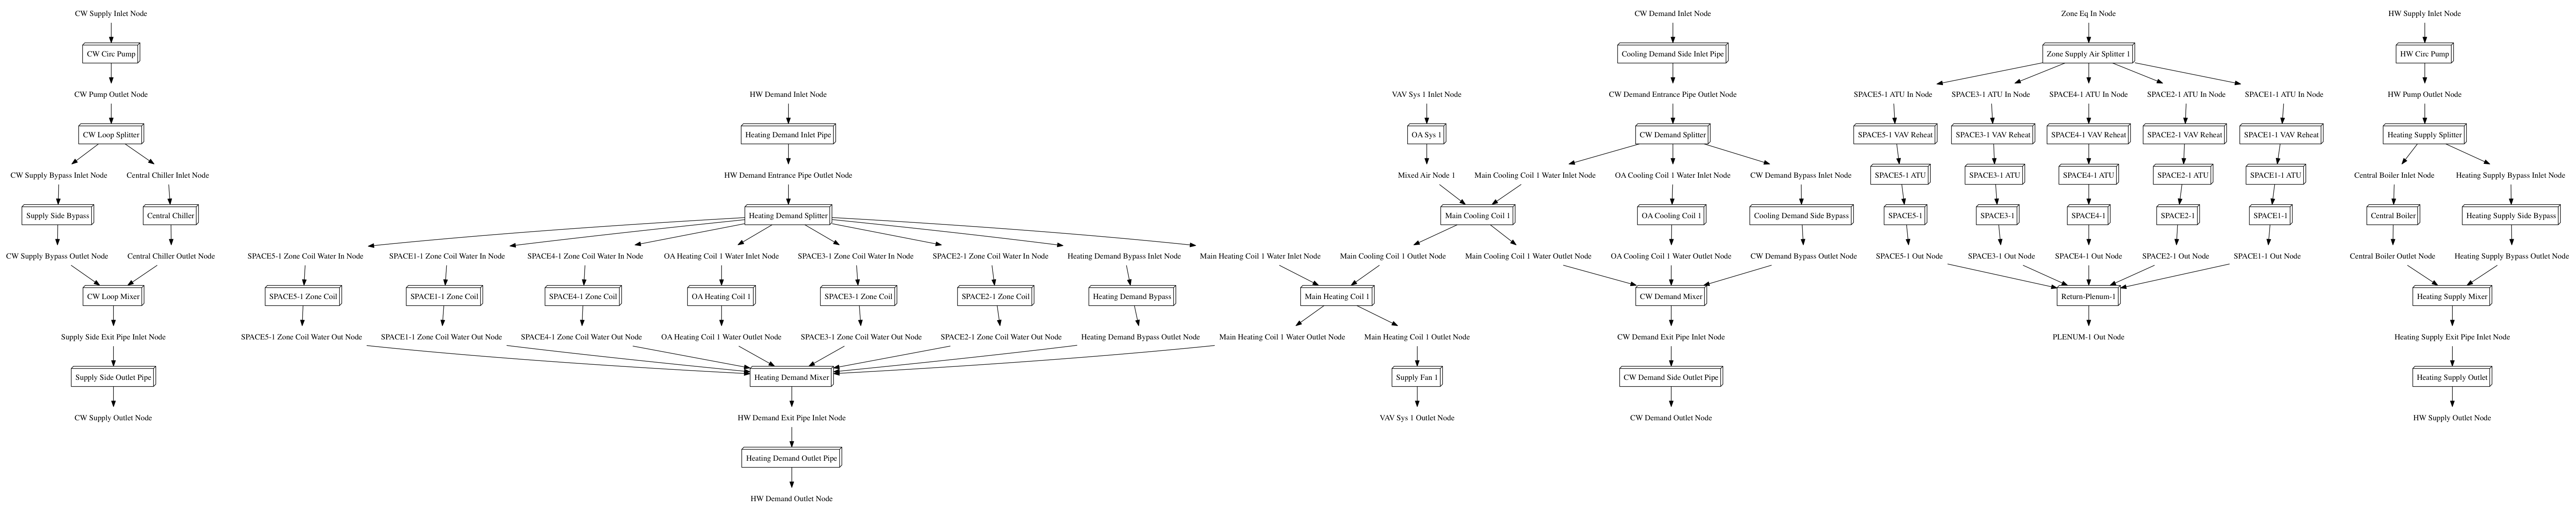 CW Supply Inlet Node
CW Circ Pump
CW Pump Outlet Node
CW Loop Splitter
CW Supply Bypass Inlet Node
Central Chiller Inlet Node
Supply Side Bypass
Central Chiller
CW Supply Bypass Outlet Node
Central Chiller Outlet Node
CW Loop Mixer
Supply Side Exit Pipe Inlet Node
Supply Side Outlet Pipe
CW Supply Outlet Node
HW Demand Inlet Node
Heating Demand Inlet Pipe
HW Demand Entrance Pipe Outlet Node
Heating Demand Splitter
SPACE5-1 Zone Coil Water In Node
SPACE1-1 Zone Coil Water In Node
SPACE4-1 Zone Coil Water In Node
OA Heating Coil 1 Water Inlet Node
SPACE3-1 Zone Coil Water In Node
SPACE2-1 Zone Coil Water In Node
Heating Demand Bypass Inlet Node
Main Heating Coil 1 Water Inlet Node
SPACE5-1 Zone Coil
SPACE1-1 Zone Coil
SPACE4-1 Zone Coil
OA Heating Coil 1
SPACE3-1 Zone Coil
SPACE2-1 Zone Coil
Heating Demand Bypass
Main Heating Coil 1
SPACE5-1 Zone Coil Water Out Node
SPACE1-1 Zone Coil Water Out Node
SPACE4-1 Zone Coil Water Out Node
OA Heating Coil 1 Water Outlet Node
SPACE3-1 Zone Coil Water Out Node
SPACE2-1 Zone Coil Water Out Node
Heating Demand Bypass Outlet Node
Main Heating Coil 1 Water Outlet Node
Main Heating Coil 1 Outlet Node
Heating Demand Mixer
Supply Fan 1
HW Demand Exit Pipe Inlet Node
VAV Sys 1 Outlet Node
Heating Demand Outlet Pipe
HW Demand Outlet Node
VAV Sys 1 Inlet Node
OA Sys 1
Mixed Air Node 1
Main Cooling Coil 1
Main Cooling Coil 1 Outlet Node
Main Cooling Coil 1 Water Outlet Node
CW Demand Inlet Node
Cooling Demand Side Inlet Pipe
CW Demand Entrance Pipe Outlet Node
CW Demand Splitter
Main Cooling Coil 1 Water Inlet Node
OA Cooling Coil 1 Water Inlet Node
CW Demand Bypass Inlet Node
OA Cooling Coil 1
Cooling Demand Side Bypass
OA Cooling Coil 1 Water Outlet Node
CW Demand Bypass Outlet Node
CW Demand Mixer
CW Demand Exit Pipe Inlet Node
CW Demand Side Outlet Pipe
CW Demand Outlet Node
Zone Eq In Node
Zone Supply Air Splitter 1
SPACE5-1 ATU In Node
SPACE3-1 ATU In Node
SPACE4-1 ATU In Node
SPACE2-1 ATU In Node
SPACE1-1 ATU In Node
SPACE5-1 VAV Reheat
SPACE3-1 VAV Reheat
SPACE4-1 VAV Reheat
SPACE2-1 VAV Reheat
SPACE1-1 VAV Reheat
SPACE5-1 ATU
SPACE3-1 ATU
SPACE4-1 ATU
SPACE2-1 ATU
SPACE1-1 ATU
SPACE5-1
SPACE3-1
SPACE4-1
SPACE2-1
SPACE1-1
SPACE5-1 Out Node
SPACE3-1 Out Node
SPACE4-1 Out Node
SPACE2-1 Out Node
SPACE1-1 Out Node
Return-Plenum-1
PLENUM-1 Out Node
HW Supply Inlet Node
HW Circ Pump
HW Pump Outlet Node
Heating Supply Splitter
Central Boiler Inlet Node
Heating Supply Bypass Inlet Node
Central Boiler
Heating Supply Side Bypass
Central Boiler Outlet Node
Heating Supply Bypass Outlet Node
Heating Supply Mixer
Heating Supply Exit Pipe Inlet Node
Heating Supply Outlet
HW Supply Outlet Node